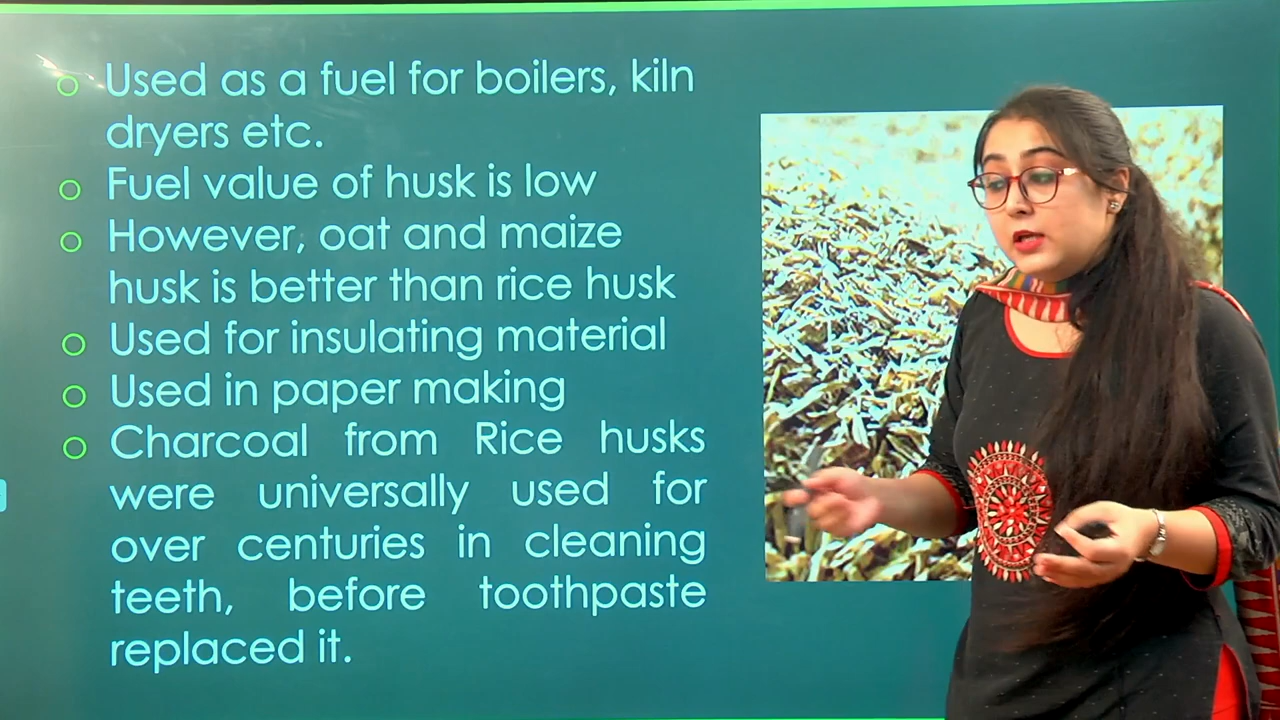 Used as a fuel for boilers, kiln
dryers etc.
Fuel value of husk is low
However, oat and maize
husk is better than rice husk
Used for insulating material
Used in paper making
Charcoal from Rice husks
were universally used for
over centuries in cleaning
teeth, before toothpaste
replaced it.